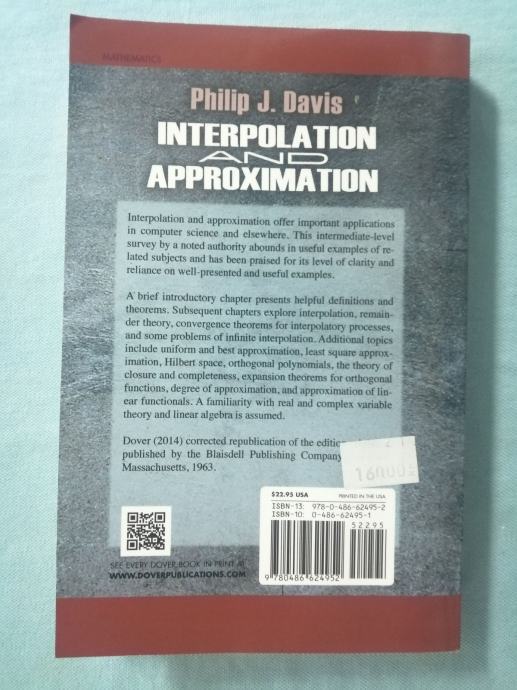 MATHEMATICS
Philip J. Davis
INTERPOLATION
AND
APPROXIMATION
Interpolation and approximation offer important applications
in computer science and elsewhere. This intermediate-level
survey by a noted authority abounds in useful examples of re-
lated subjects and has been praised for its level of clarity and
reliance on well-presented and useful examples.
A brief introductory chapter presents helpful definitions and
theorems. Subsequent chapters explore interpolation, remain-
der theory, convergence theorems for interpolatory processes,
and some problems of infinite interpolation. Additional topics
include uniform and best approximation, least square approx-
imation, Hilbert space, orthogonal polynomials, the theory of
closure and completeness, expansion theorems for orthogonal
functions, degree of approximation, and approximation of lin-
ear functionals. A familiarity with real and complex variable
theory and linear algebra is assumed.
Dover (2014) corrected republication of the
published by the Blaisdell Publishing Company
Massachusetts, 1963.
$22.95 USA PRINTED IN THE USA
ISBN-13: 978-0-486-62495-2
ISBN-10: 0-486-62495-1
52295
9 780486 624952
SEE EVERY DOVER BOOK IN PRINT AT
WWW.DOVERPUBLICATIONS.COM